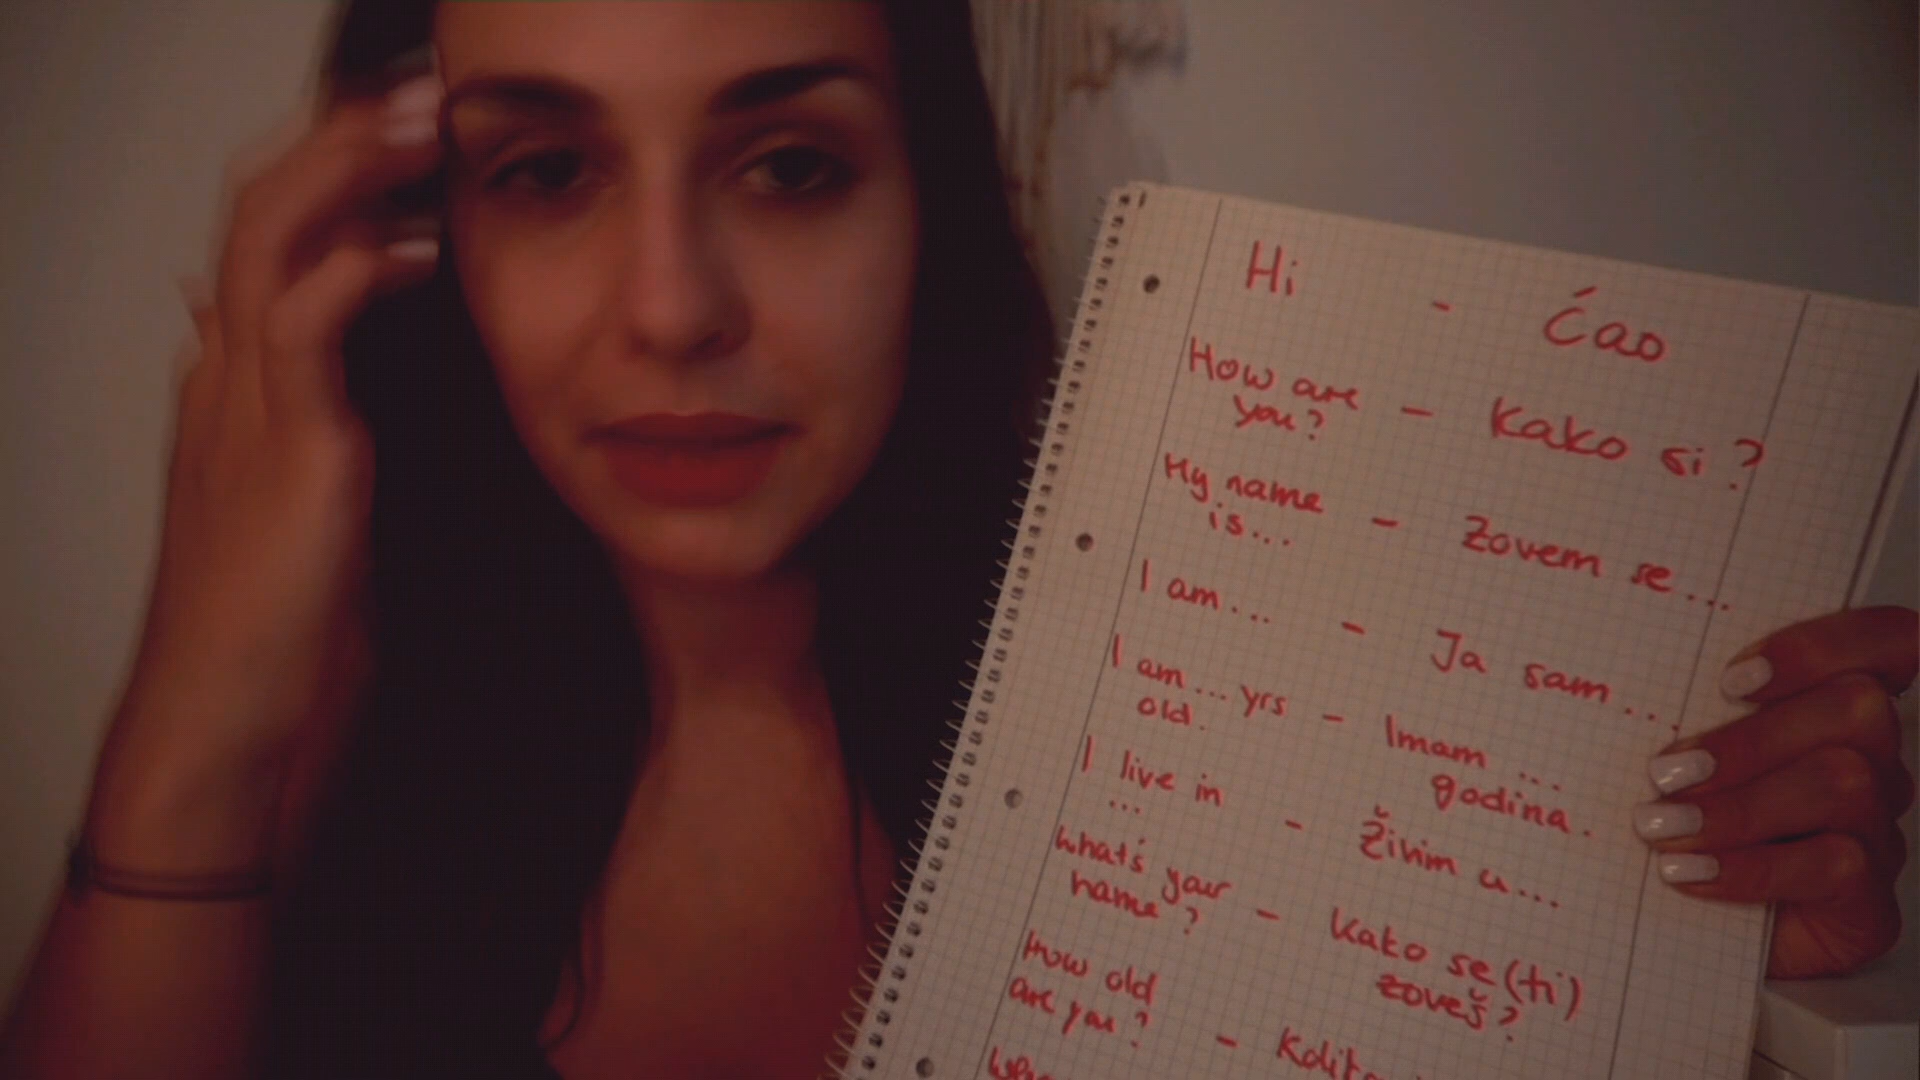 Hi - Ćao
How are - Kako si?
you?
My name - Zovem se...
is...
I am... - Ja sam...
I am... yrs - Imam...
old. godina.
I live in - Živim u...
...
What's your - Kako se (ti)
name? zoveš?
How old
are you? -